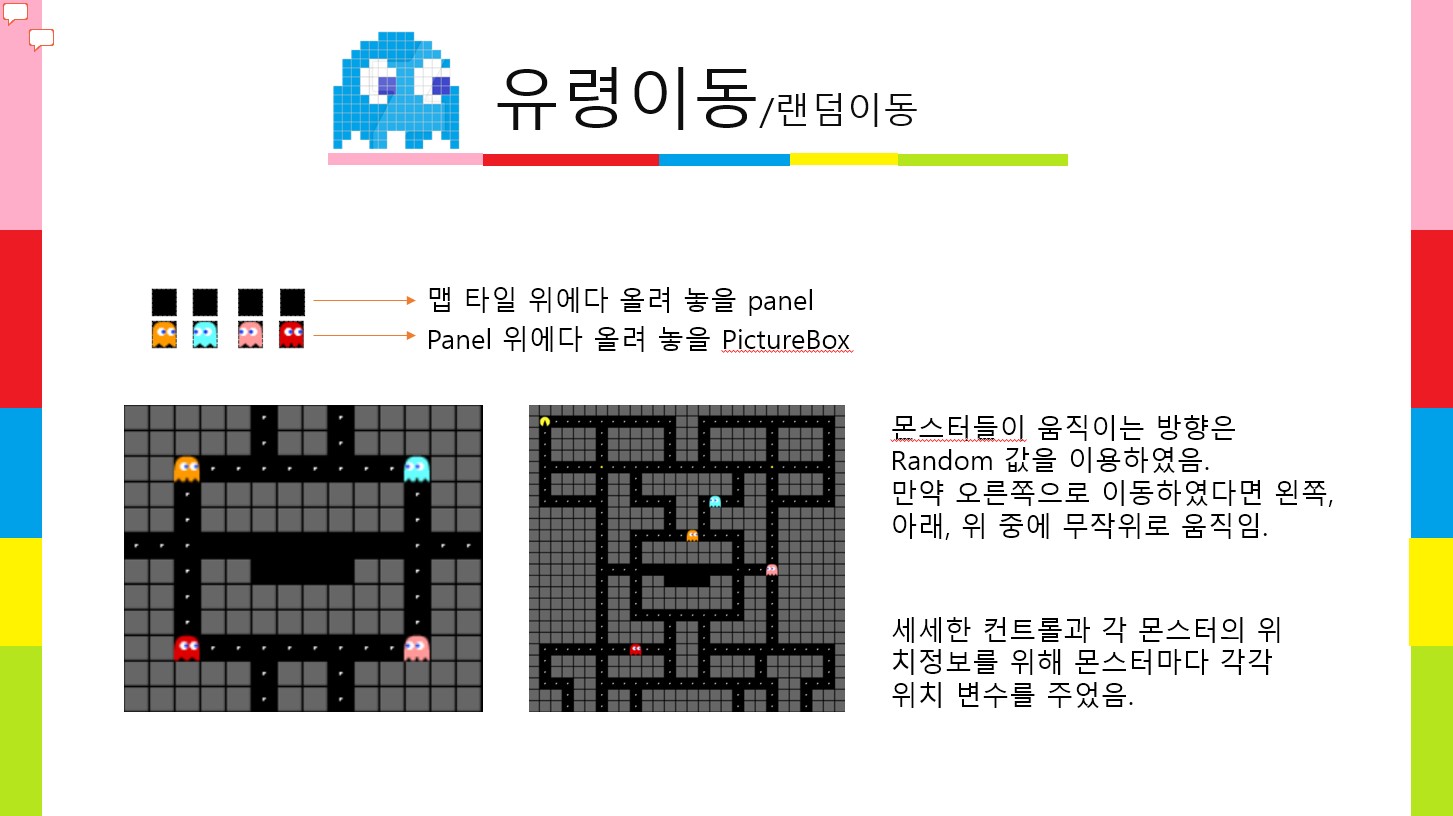 유령이동/랜덤이동
맵 타일 위에다 올려 놓을 panel
Panel 위에다 올려 놓을 PictureBox
몬스터들이 움직이는 방향은
Random 값을 이용하였음.
만약 오른쪽으로 이동하였다면 왼쪽,
아래, 위 중에 무작위로 움직임.
세세한 컨트롤과 각 몬스터의 위
치정보를 위해 몬스터마다 각각
위치 변수를 주었음.